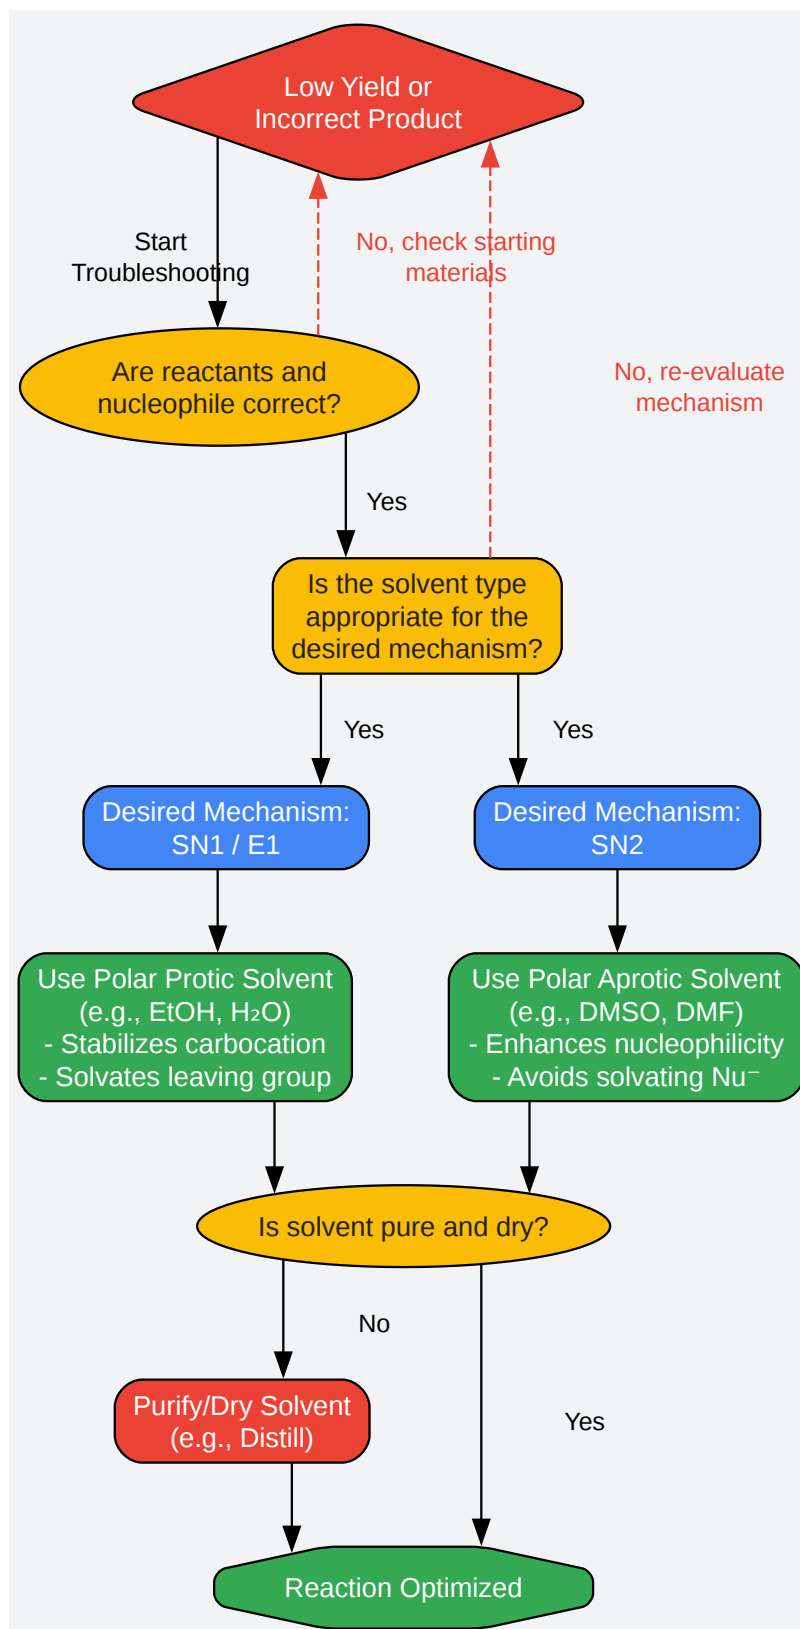 Low Yield or
Incorrect Product
Start
Troubleshooting
No, check starting
materials
Are reactants and
nucleophile correct?
No, re-evaluate
mechanism
Yes
Is the solvent type
appropriate for the
desired mechanism?
Yes
Yes
Desired Mechanism:
SN1 / E1
Desired Mechanism:
SN2
Use Polar Protic Solvent
(e.g., EtOH, H₂O)
- Stabilizes carbocation
- Solvates leaving group
Use Polar Aprotic Solvent
(e.g., DMSO, DMF)
- Enhances nucleophilicity
- Avoids solvating Nu⁻
Is solvent pure and dry?
No
Purify/Dry Solvent
(e.g., Distill)
Yes
Reaction Optimized